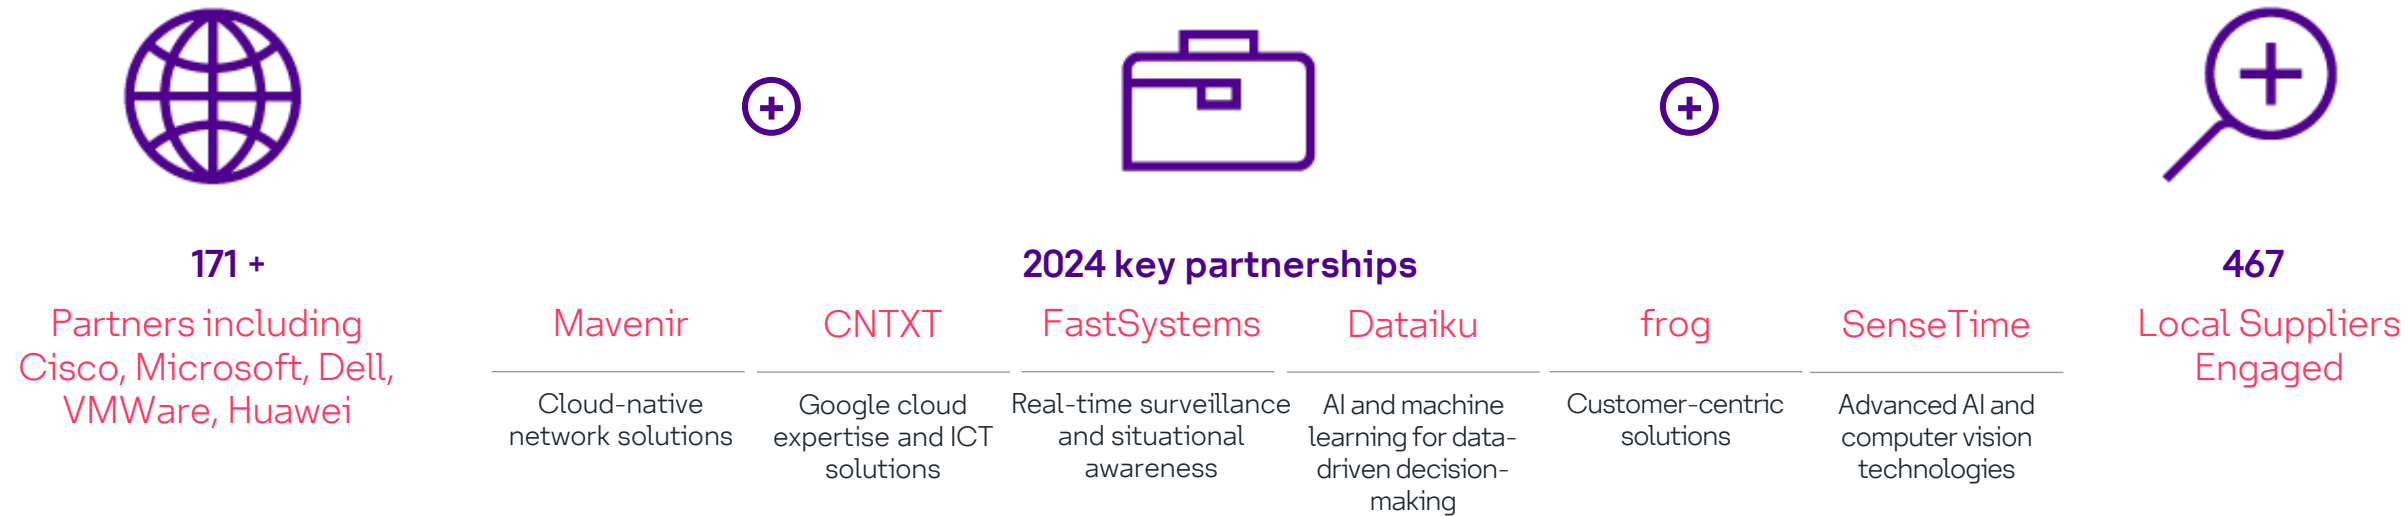 171 +
Partners including
Cisco, Microsoft, Dell,
VMWare, Huawei
2024 key partnerships
Mavenir
Cloud-native
network solutions
CNTXT
Google cloud
expertise and ICT
solutions
FastSystems
Real-time surveillance
and situational
awareness
Dataiku
AI and machine
learning for data-
driven decision-
making
frog
Customer-centric
solutions
SenseTime
Advanced AI and
computer vision
technologies
467
Local Suppliers
Engaged